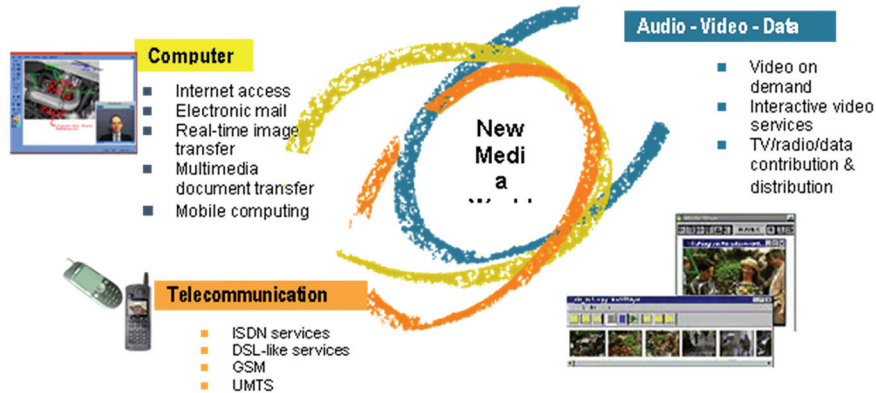 Computer
Internet access
Electronic mail
Real-time image
transfer
Multimedia
document transfer
Mobile computing
New
Medi
a
Audio - Video - Data
Video on
demand
Interactive video
services
TV/radio/data
contribution &
distribution
Telecommunication
ISDN services
DSL-like services
GSM
UMTS